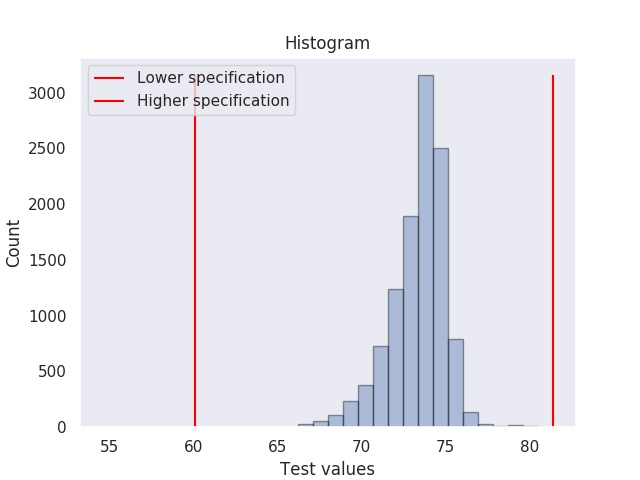 Histogram
Lower specification
Higher specification
3000
2500
2000
1500
1000
500
0
Count
55 60 65 70 75 80
Test values